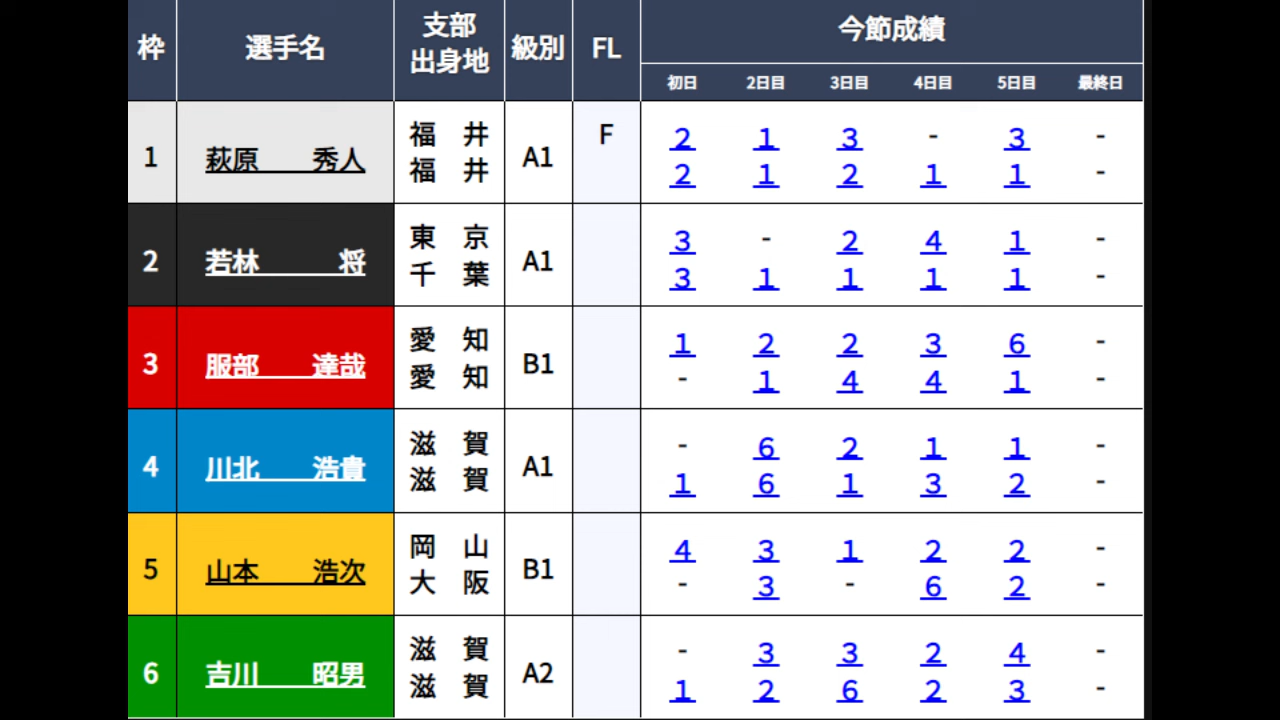 枠 選手名 支部 出身地 級別 FL 今節成績
初日 2日目 3日目 4日目 5日目 最終日
1 萩原 秀人 福井 福井 A1 F
2 1 3 - 3 -
2 1 2 1 1 -
2 若林 将 東京 千葉 A1
3 - 2 4 1 -
3 1 1 1 1 -
3 服部 達哉 愛知 愛知 B1
1 2 2 3 6 -
- 1 4 4 1 -
4 川北 浩貴 滋賀 滋賀 A1
- 6 2 1 1 -
1 6 1 3 2 -
5 山本 浩次 岡山 大阪 B1
4 3 1 2 2 -
- 3 - 6 2 -
6 吉川 昭男 滋賀 滋賀 A2
- 3 3 2 4 -
1 2 6 2 3 -